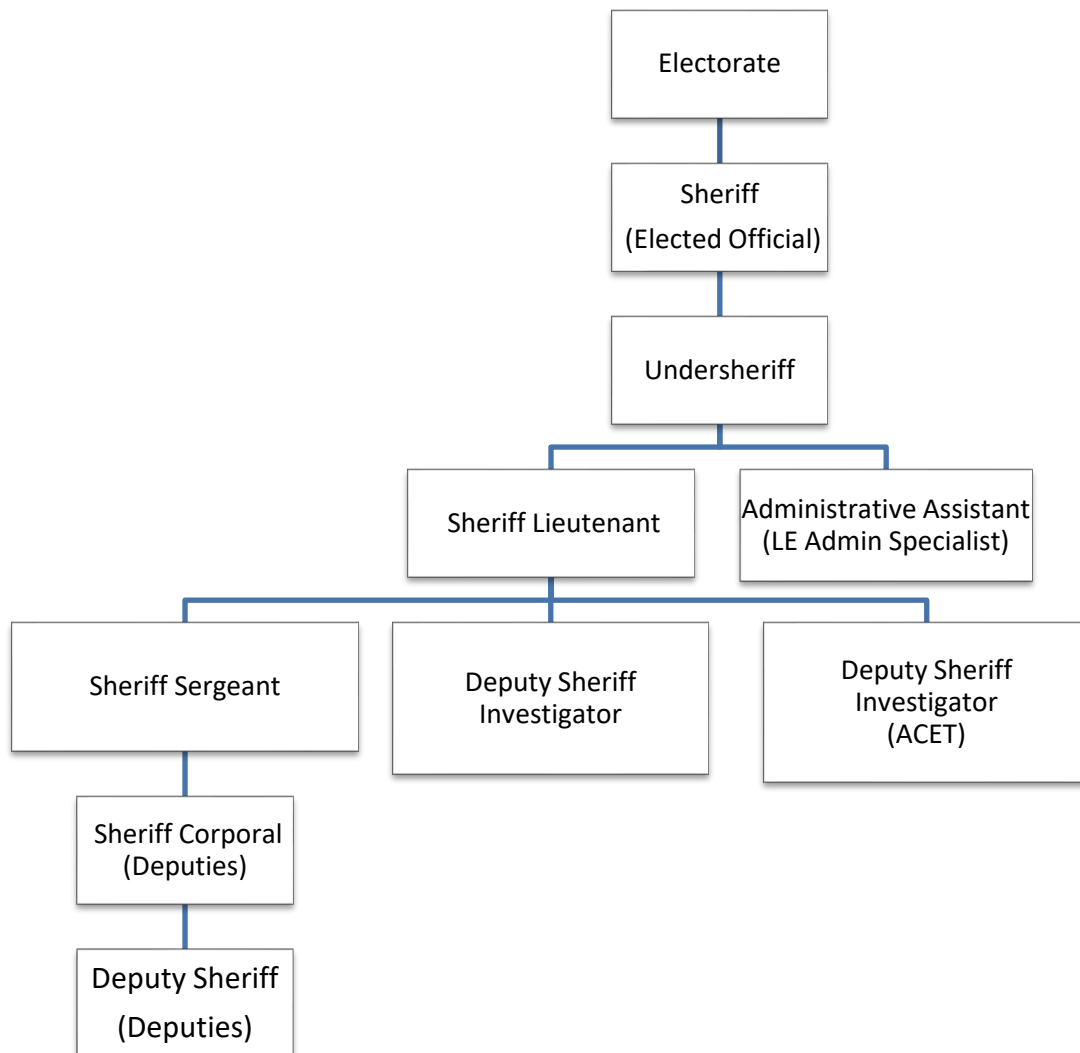 Electorate
Sheriff
(Elected Official)
Undersheriff
Sheriff Lieutenant
Administrative Assistant
(LE Admin Specialist)
Sheriff Sergeant
Deputy Sheriff
Investigator
Deputy Sheriff
Investigator
(ACET)
Sheriff Corporal
(Deputies)
Deputy Sheriff
(Deputies)